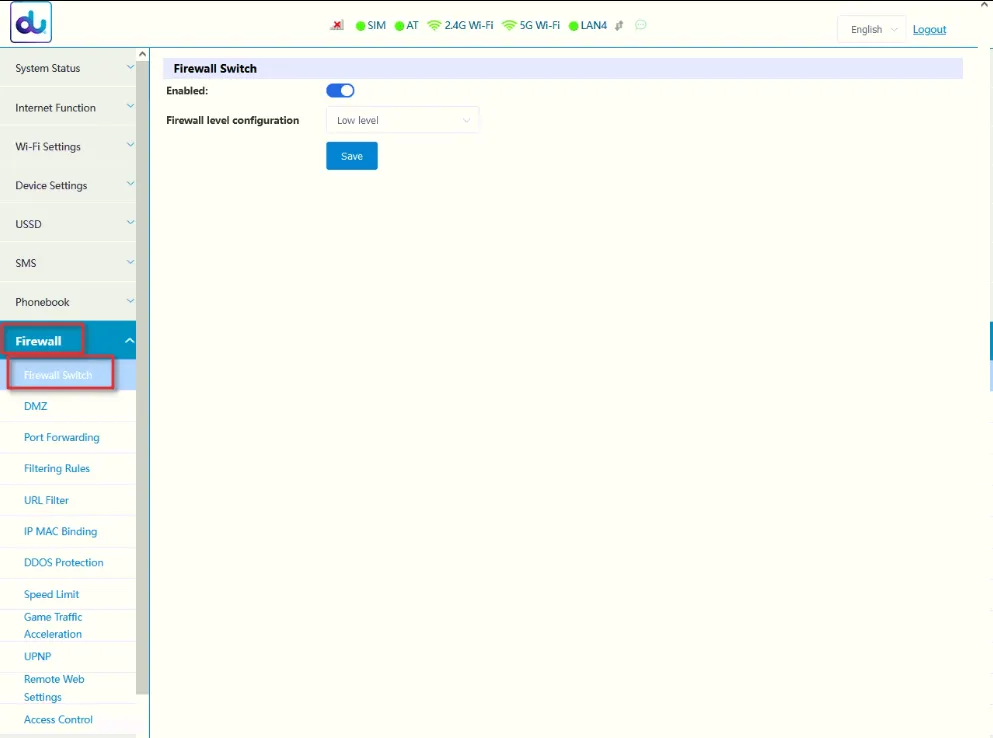 du
SIM AT 2.4G Wi-Fi 5G Wi-Fi LAN4
English Logout
System Status
Internet Function
Wi-Fi Settings
Device Settings
USSD
SMS
Phonebook
Firewall
Firewall Switch
DMZ
Port Forwarding
Filtering Rules
URL Filter
IP MAC Binding
DDOS Protection
Speed Limit
Game Traffic
Acceleration
UPNP
Remote Web
Settings
Access Control
Firewall Switch
Enabled:
Firewall level configuration Low level
Save